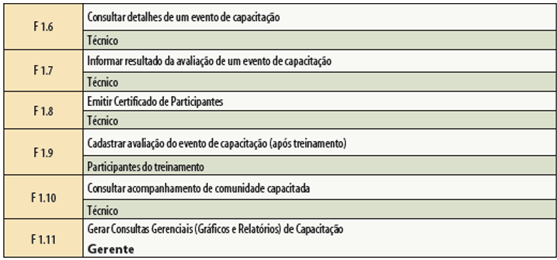 F 1.6
Consultar detalhes de um evento de capacitação
Técnico
F 1.7
Informar resultado da avaliação de um evento de capacitação
Técnico
F 1.8
Emitir Certificado de Participantes
Técnico
F 1.9
Cadastrar avaliação do evento de capacitação (após treinamento)
Participantes do treinamento
F 1.10
Consultar acompanhamento de comunidade capacitada
Técnico
F 1.11
Gerar Consultas Gerenciais (Gráficos e Relatórios) de Capacitação
Gerente